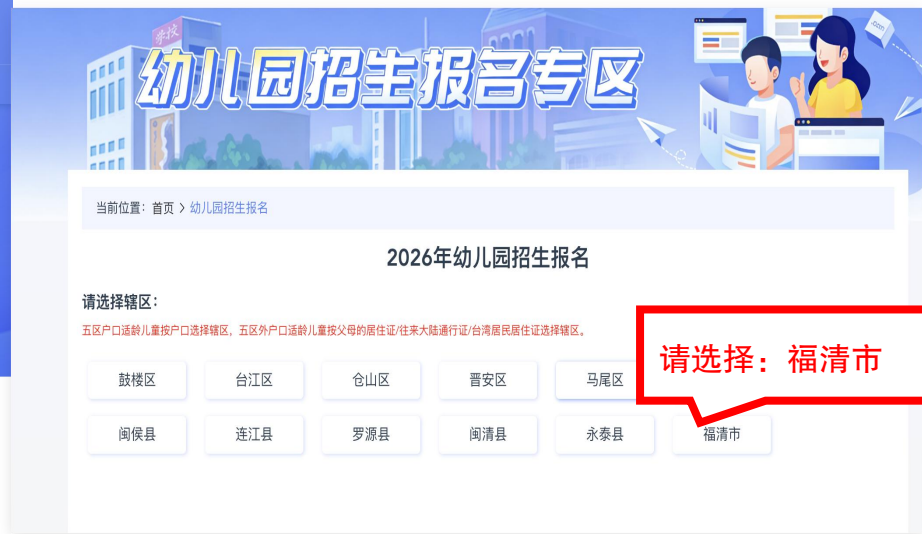 学校
.com
幼儿园招生报名专区
当前位置：首页 > 幼儿园招生报名
2026年幼儿园招生报名
请选择辖区：
五区户口适龄儿童按户口选择辖区，五区外户口适龄儿童按父母的居住证/往来大陆通行证/台湾居民居住证选择辖区。
请选择：福清市
鼓楼区 台江区 仓山区 晋安区 马尾区
闽侯县 连江县 罗源县 闽清县 永泰县 福清市